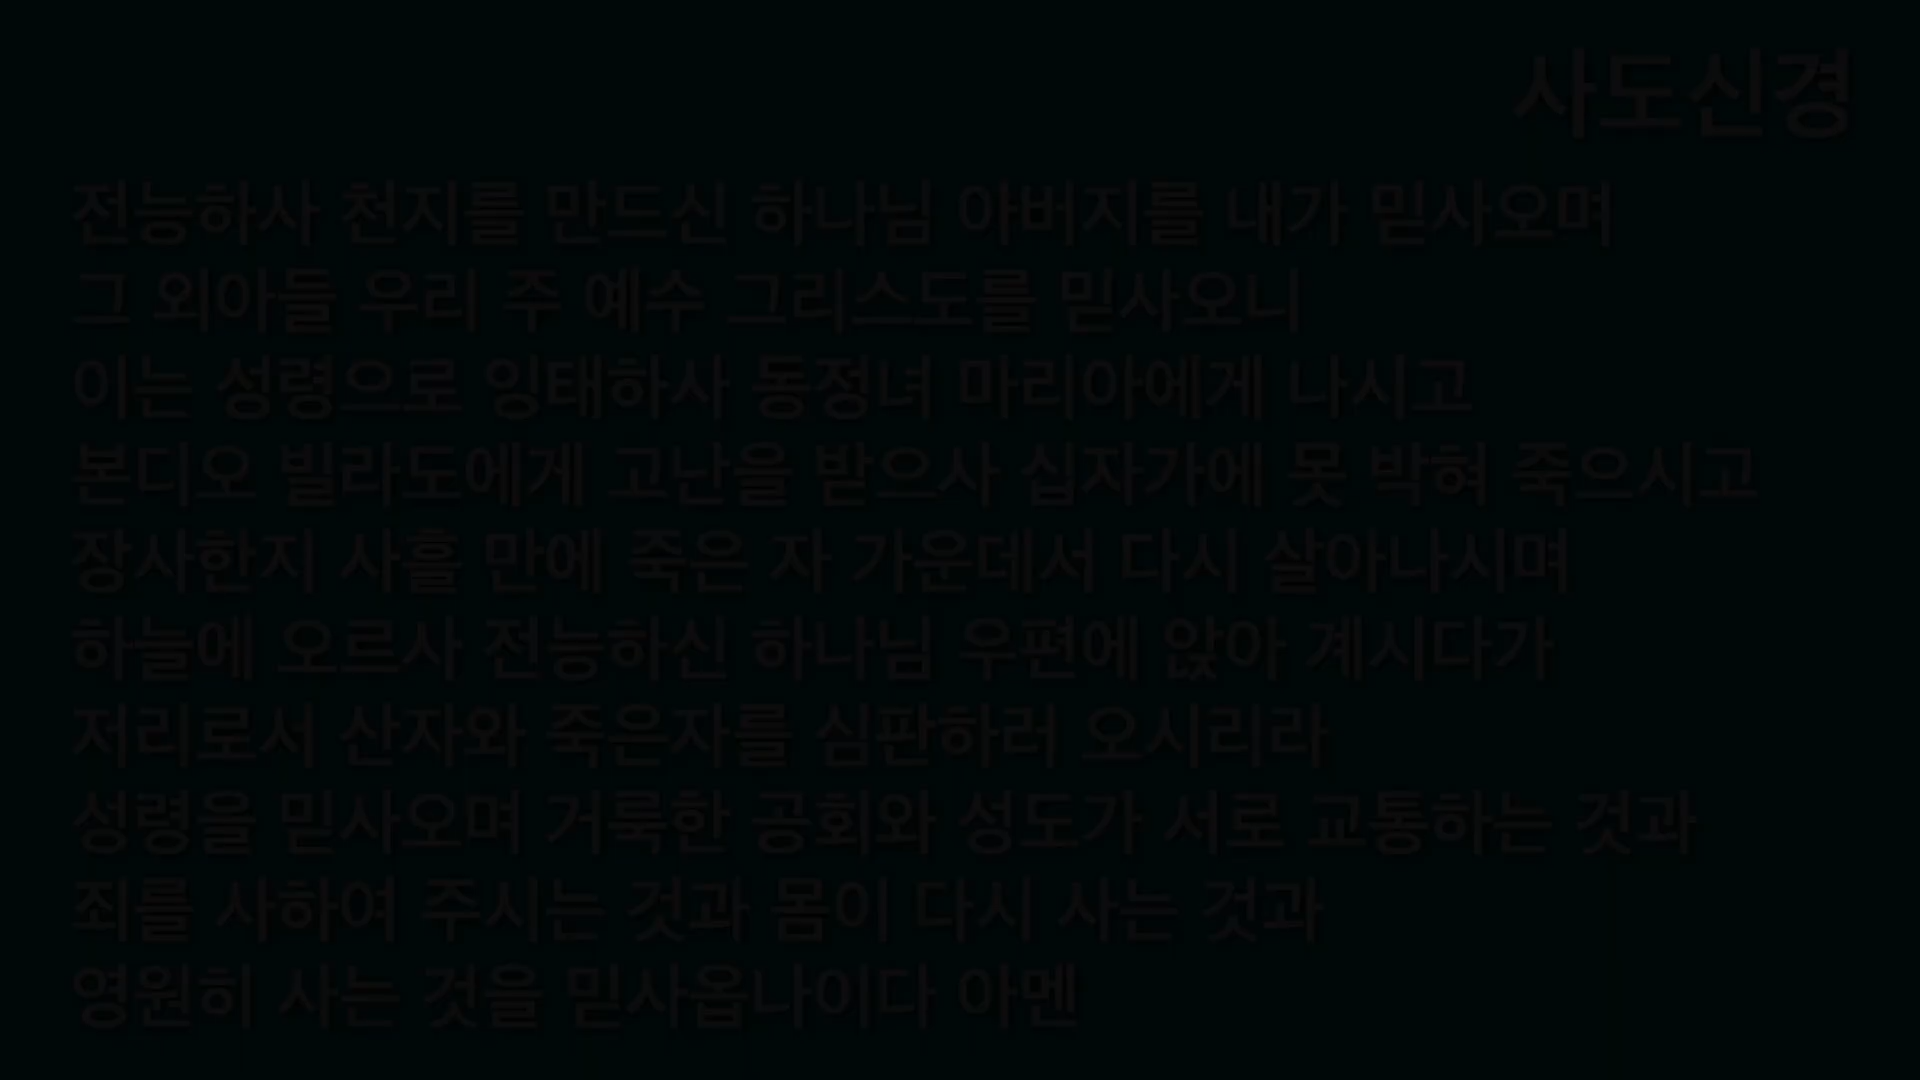 사도신경
전능하사 천지를 만드신 하나님 아버지를 내가 믿사오며
그 외아들 우리 주 예수 그리스도를 믿사오니
이는 성령으로 잉태하사 동정녀 마리아에게 나시고
본디오 빌라도에게 고난을 받으사 십자가에 못 박혀 죽으시고
장사한지 사흘 만에 죽은 자 가운데서 다시 살아나시며
하늘에 오르사 전능하신 하나님 우편에 앉아 계시다가
저리로서 산자와 죽은자를 심판하러 오시리라
성령을 믿사오며 거룩한 공회와 성도가 서로 교통하는 것과
죄를 사하여 주시는 것과 몸이 다시 사는 것과
영원히 사는 것을 믿사옵나이다 아멘